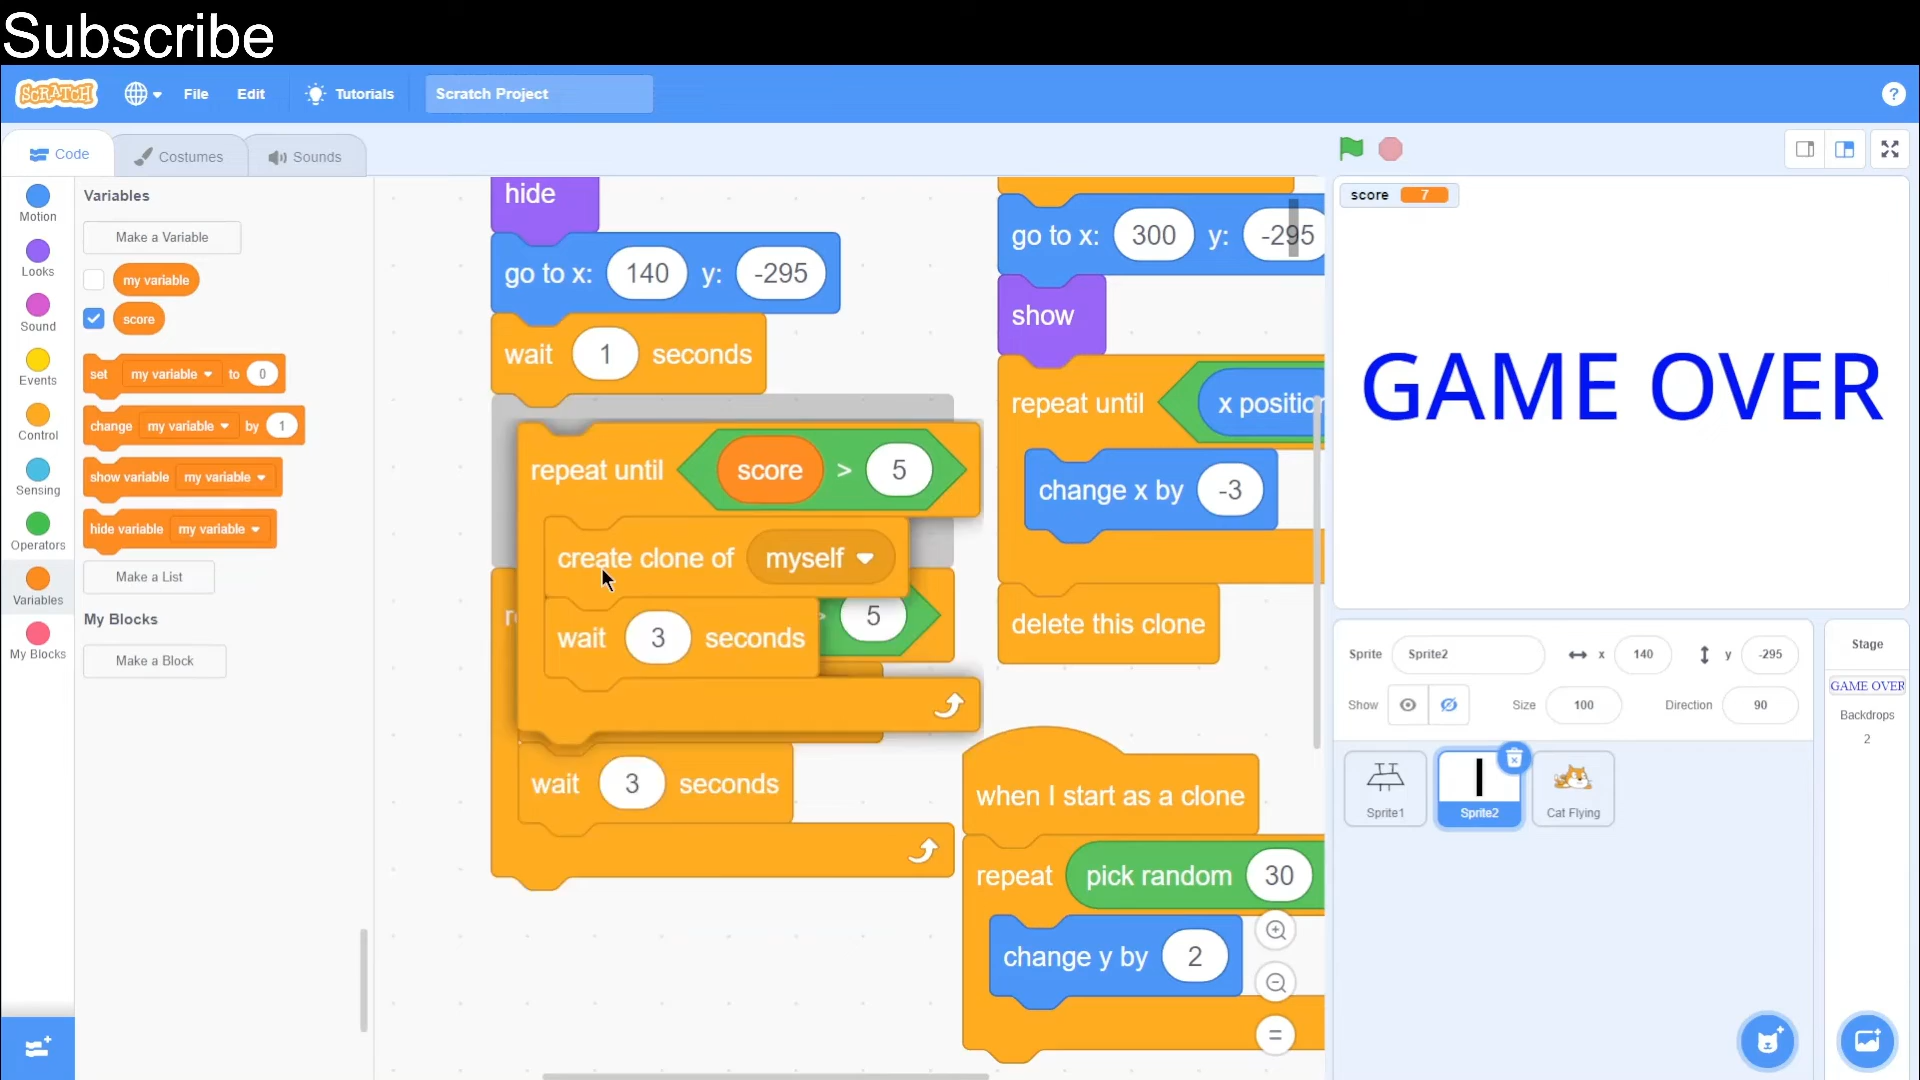 Subscribe
SCRATCH
File
Edit
Tutorials
Scratch Project
?
Code
Costumes
Sounds
Motion
Looks
Sound
Events
Control
Sensing
Operators
Variables
My Blocks
Variables
Make a Variable
my variable
score
set my variable to 0
change my variable by 1
show variable my variable
hide variable my variable
Make a List
My Blocks
Make a Block
hide
go to x: 140 y: -295
wait 1 seconds
repeat until score > 5
create clone of myself
wait 3 seconds
5
wait 3 seconds
go to x: 300 y: -295
show
repeat until x position
change x by -3
delete this clone
when I start as a clone
repeat pick random 30
change y by 2
score 7
GAME OVER
Sprite Sprite2 x 140 y -295
Show Size 100 Direction 90
Sprite1
Sprite2
Cat Flying
Stage
GAME OVER
Backdrops
2